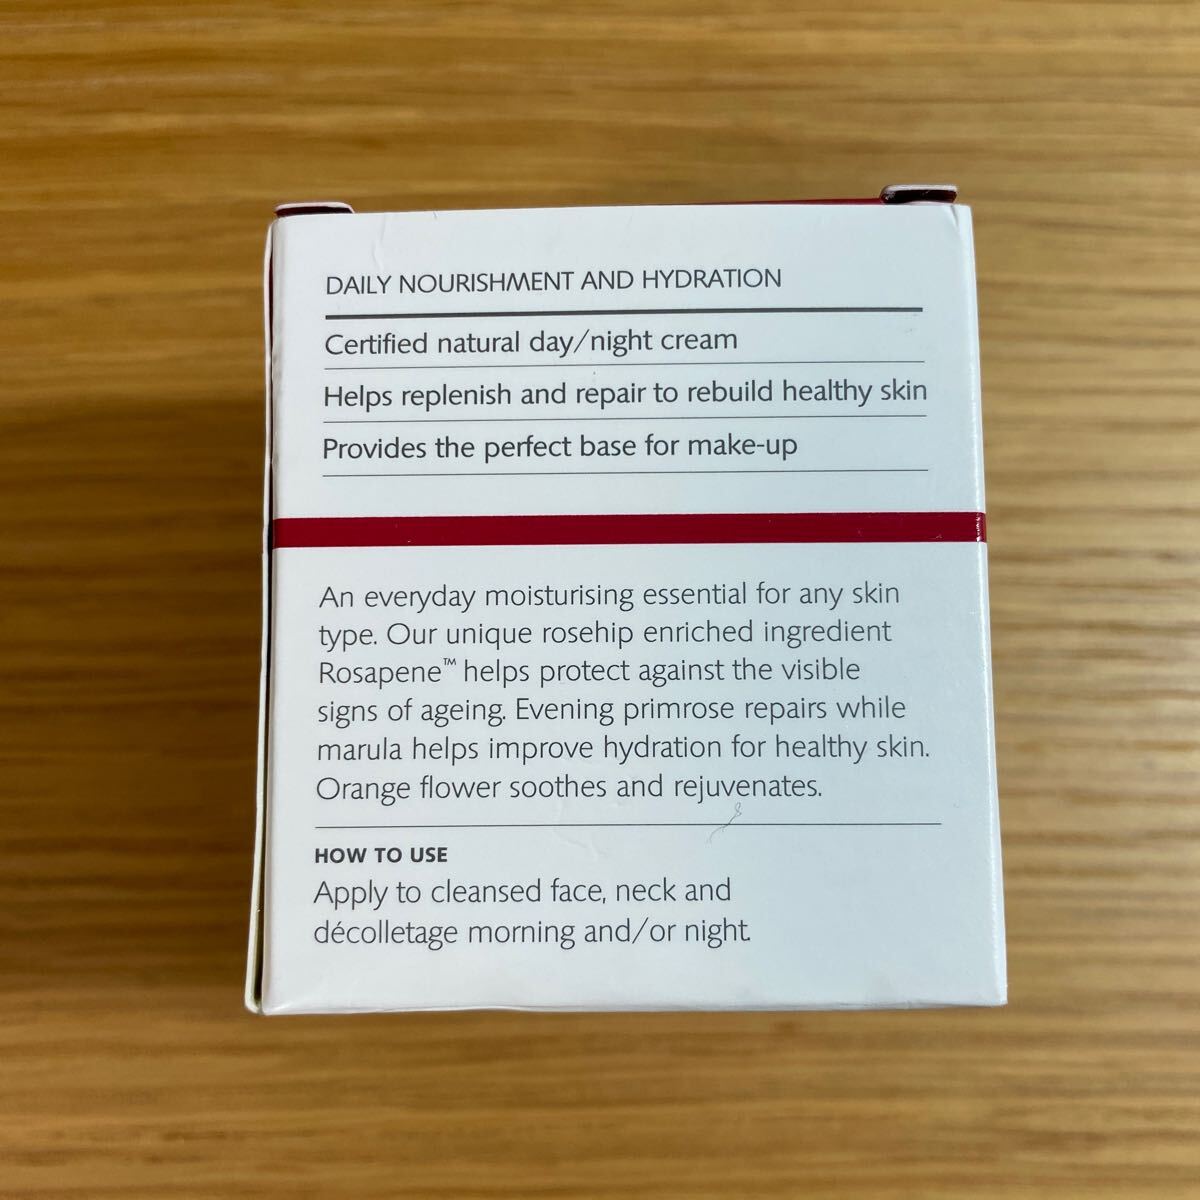 DAILY NOURISHMENT AND HYDRATION
Certified natural day/night cream
Helps replenish and repair to rebuild healthy skin
Provides the perfect base for make-up
An everyday moisturising essential for any skin
type. Our unique rosehip enriched ingredient
Rosapene™ helps protect against the visible
signs of ageing. Evening primrose repairs while
marula helps improve hydration for healthy skin.
Orange flower soothes and rejuvenates.
HOW TO USE
Apply to cleansed face, neck and
décolletage morning and/or night.